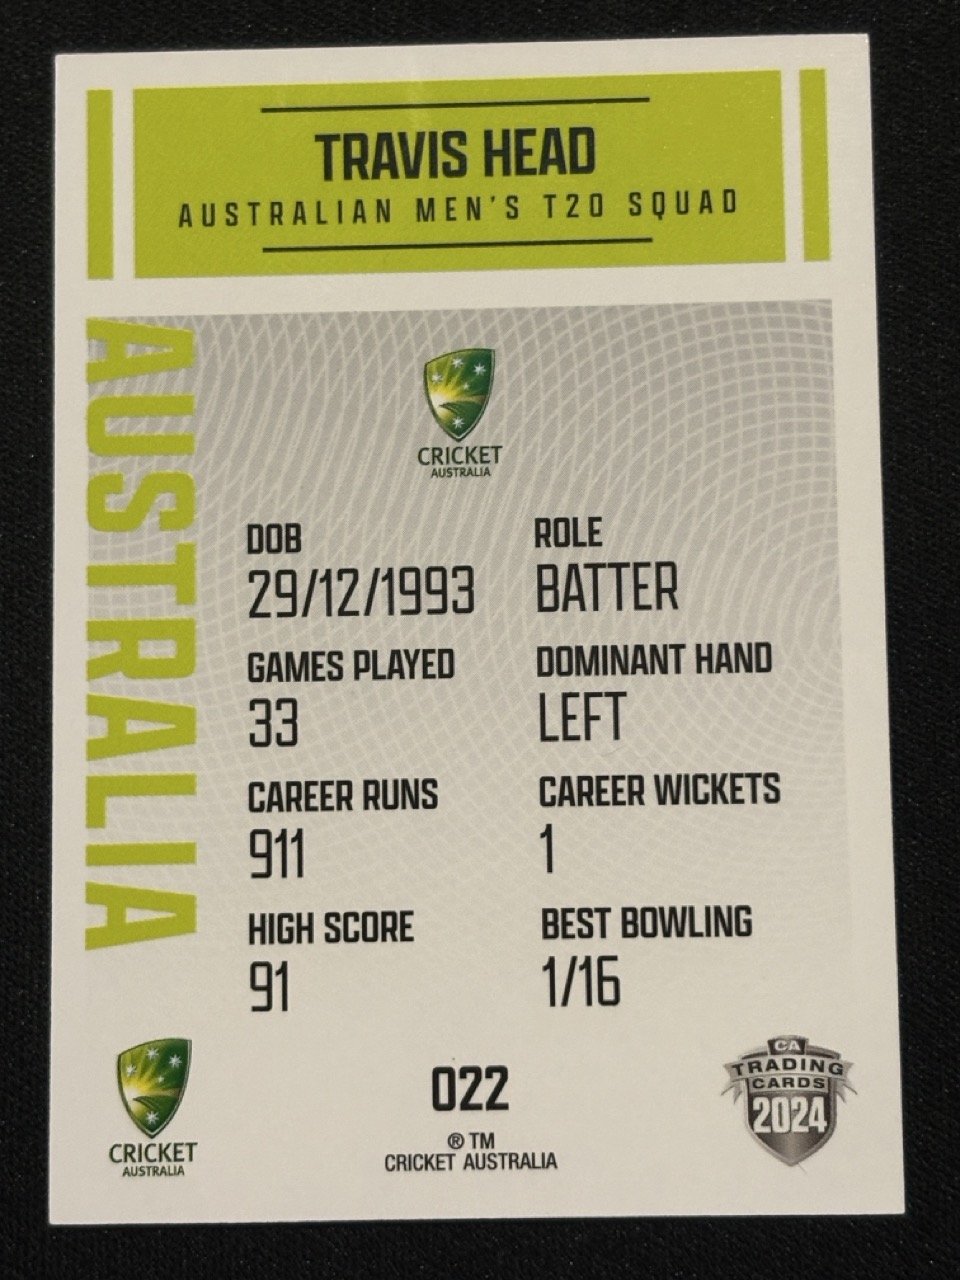 TRAVIS HEAD
AUSTRALIAN MEN'S T20 SQUAD
AUSTRALIA
CRICKET
AUSTRALIA
DOB
29/12/1993
ROLE
BATTER
GAMES PLAYED
33
DOMINANT HAND
LEFT
CAREER RUNS
911
CAREER WICKETS
1
HIGH SCORE
91
BEST BOWLING
1/16
CRICKET
AUSTRALIA
022
® TM
CRICKET AUSTRALIA
CA
TRADING
CARDS
2024